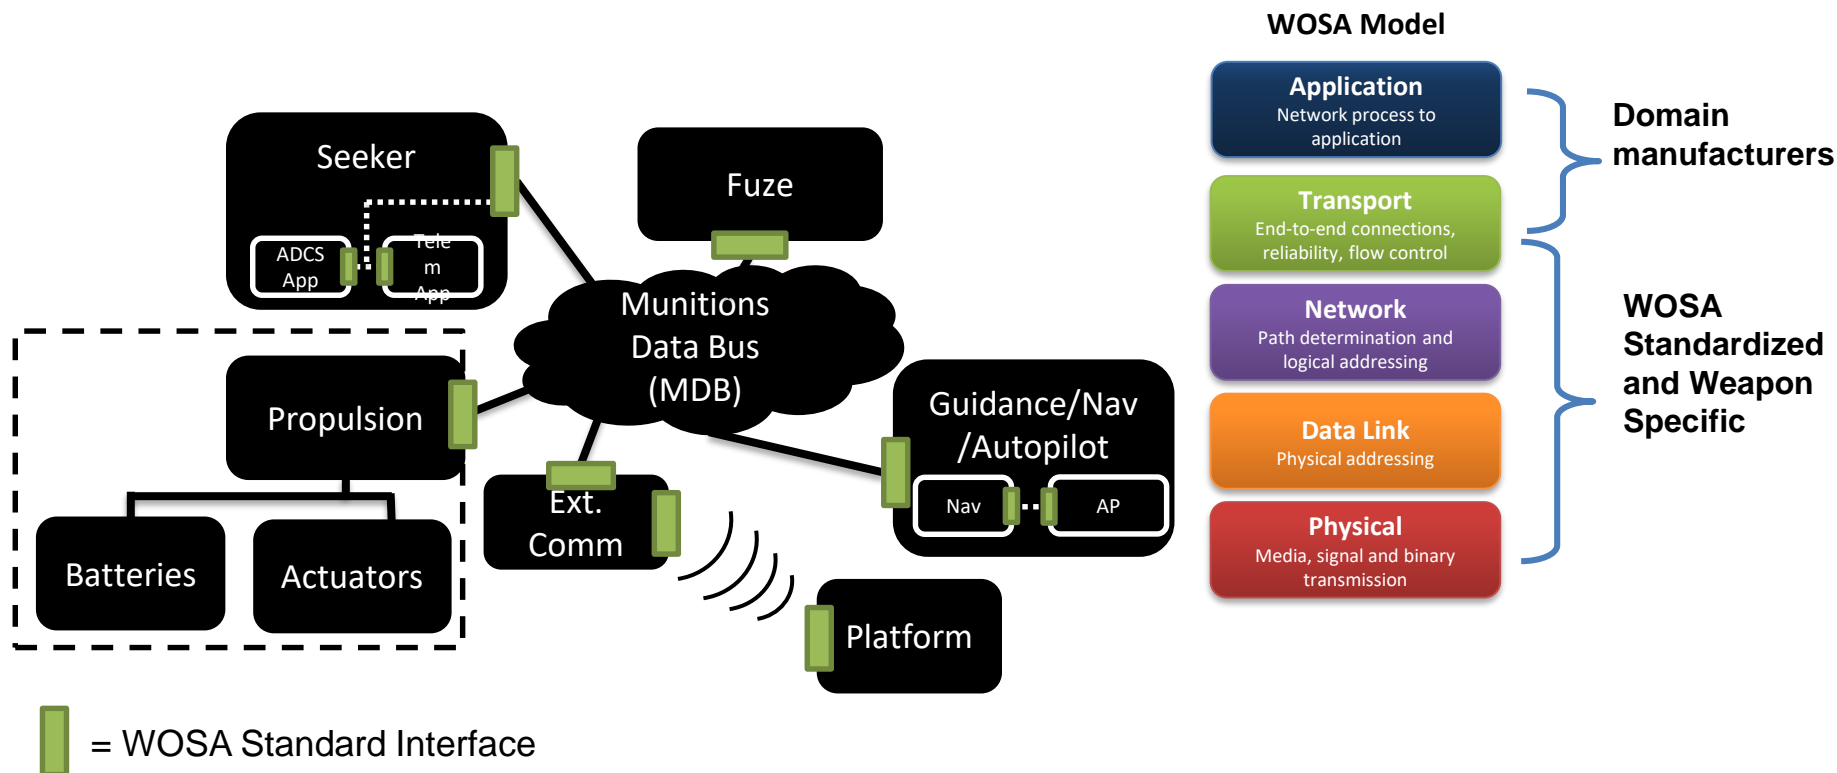 WOSA Model
Seeker
ADCS
App
Tele
m
App
Fuze
Munitions
Data Bus
(MDB)
Propulsion
Batteries
Actuators
Ext.
Comm
Guidance/Nav
/Autopilot
Nav
AP
Platform
= WOSA Standard Interface
Application
Network process to
application
Transport
End-to-end connections,
reliability, flow control
Network
Path determination and
logical addressing
Data Link
Physical addressing
Physical
Media, signal and binary
transmission
Domain
manufacturers
WOSA
Standardized
and Weapon
Specific